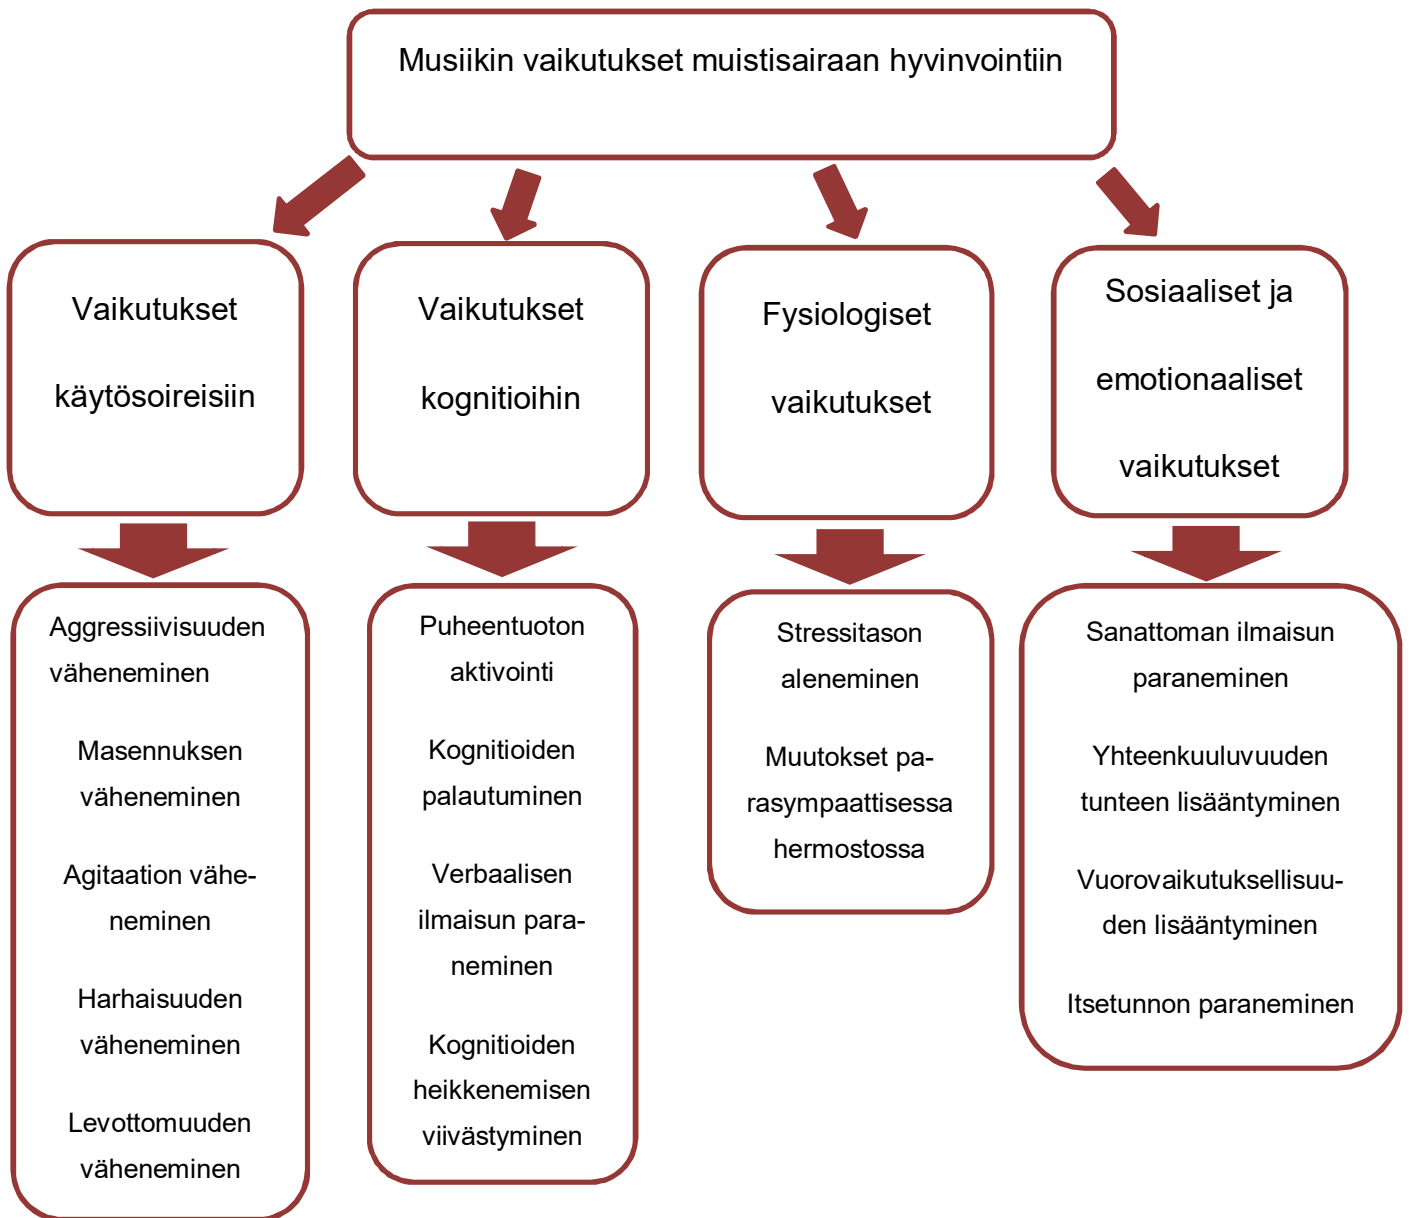 Musiikin vaikutukset muistisairaan hyvinvointiin
Vaikutukset
käytösoireisiin
Vaikutukset
kognitioihin
Fysiologiset
vaikutukset
Sosiaaliset ja
emotionaaliset
vaikutukset
Aggressiivisuuden
väheneminen
Masennuksen
väheneminen
Agitaation vähe-
neminen
Harhaisuuden
väheneminen
Levottomuuden
väheneminen
Puheentuoton
aktivointi
Kognitioiden
palautuminen
Verbaalisen
ilmaisun para-
neminen
Kognitioiden
heikkenemisen
viivästyminen
Stressitason
aleneminen
Muutokset pa-
rasympaattisessa
hermostossa
Sanattoman ilmaisun
paraneminen
Yhteenkuuluvuuden
tunteen lisääntyminen
Vuorovaikutuksellisuu-
den lisääntyminen
Itsetunnon paraneminen